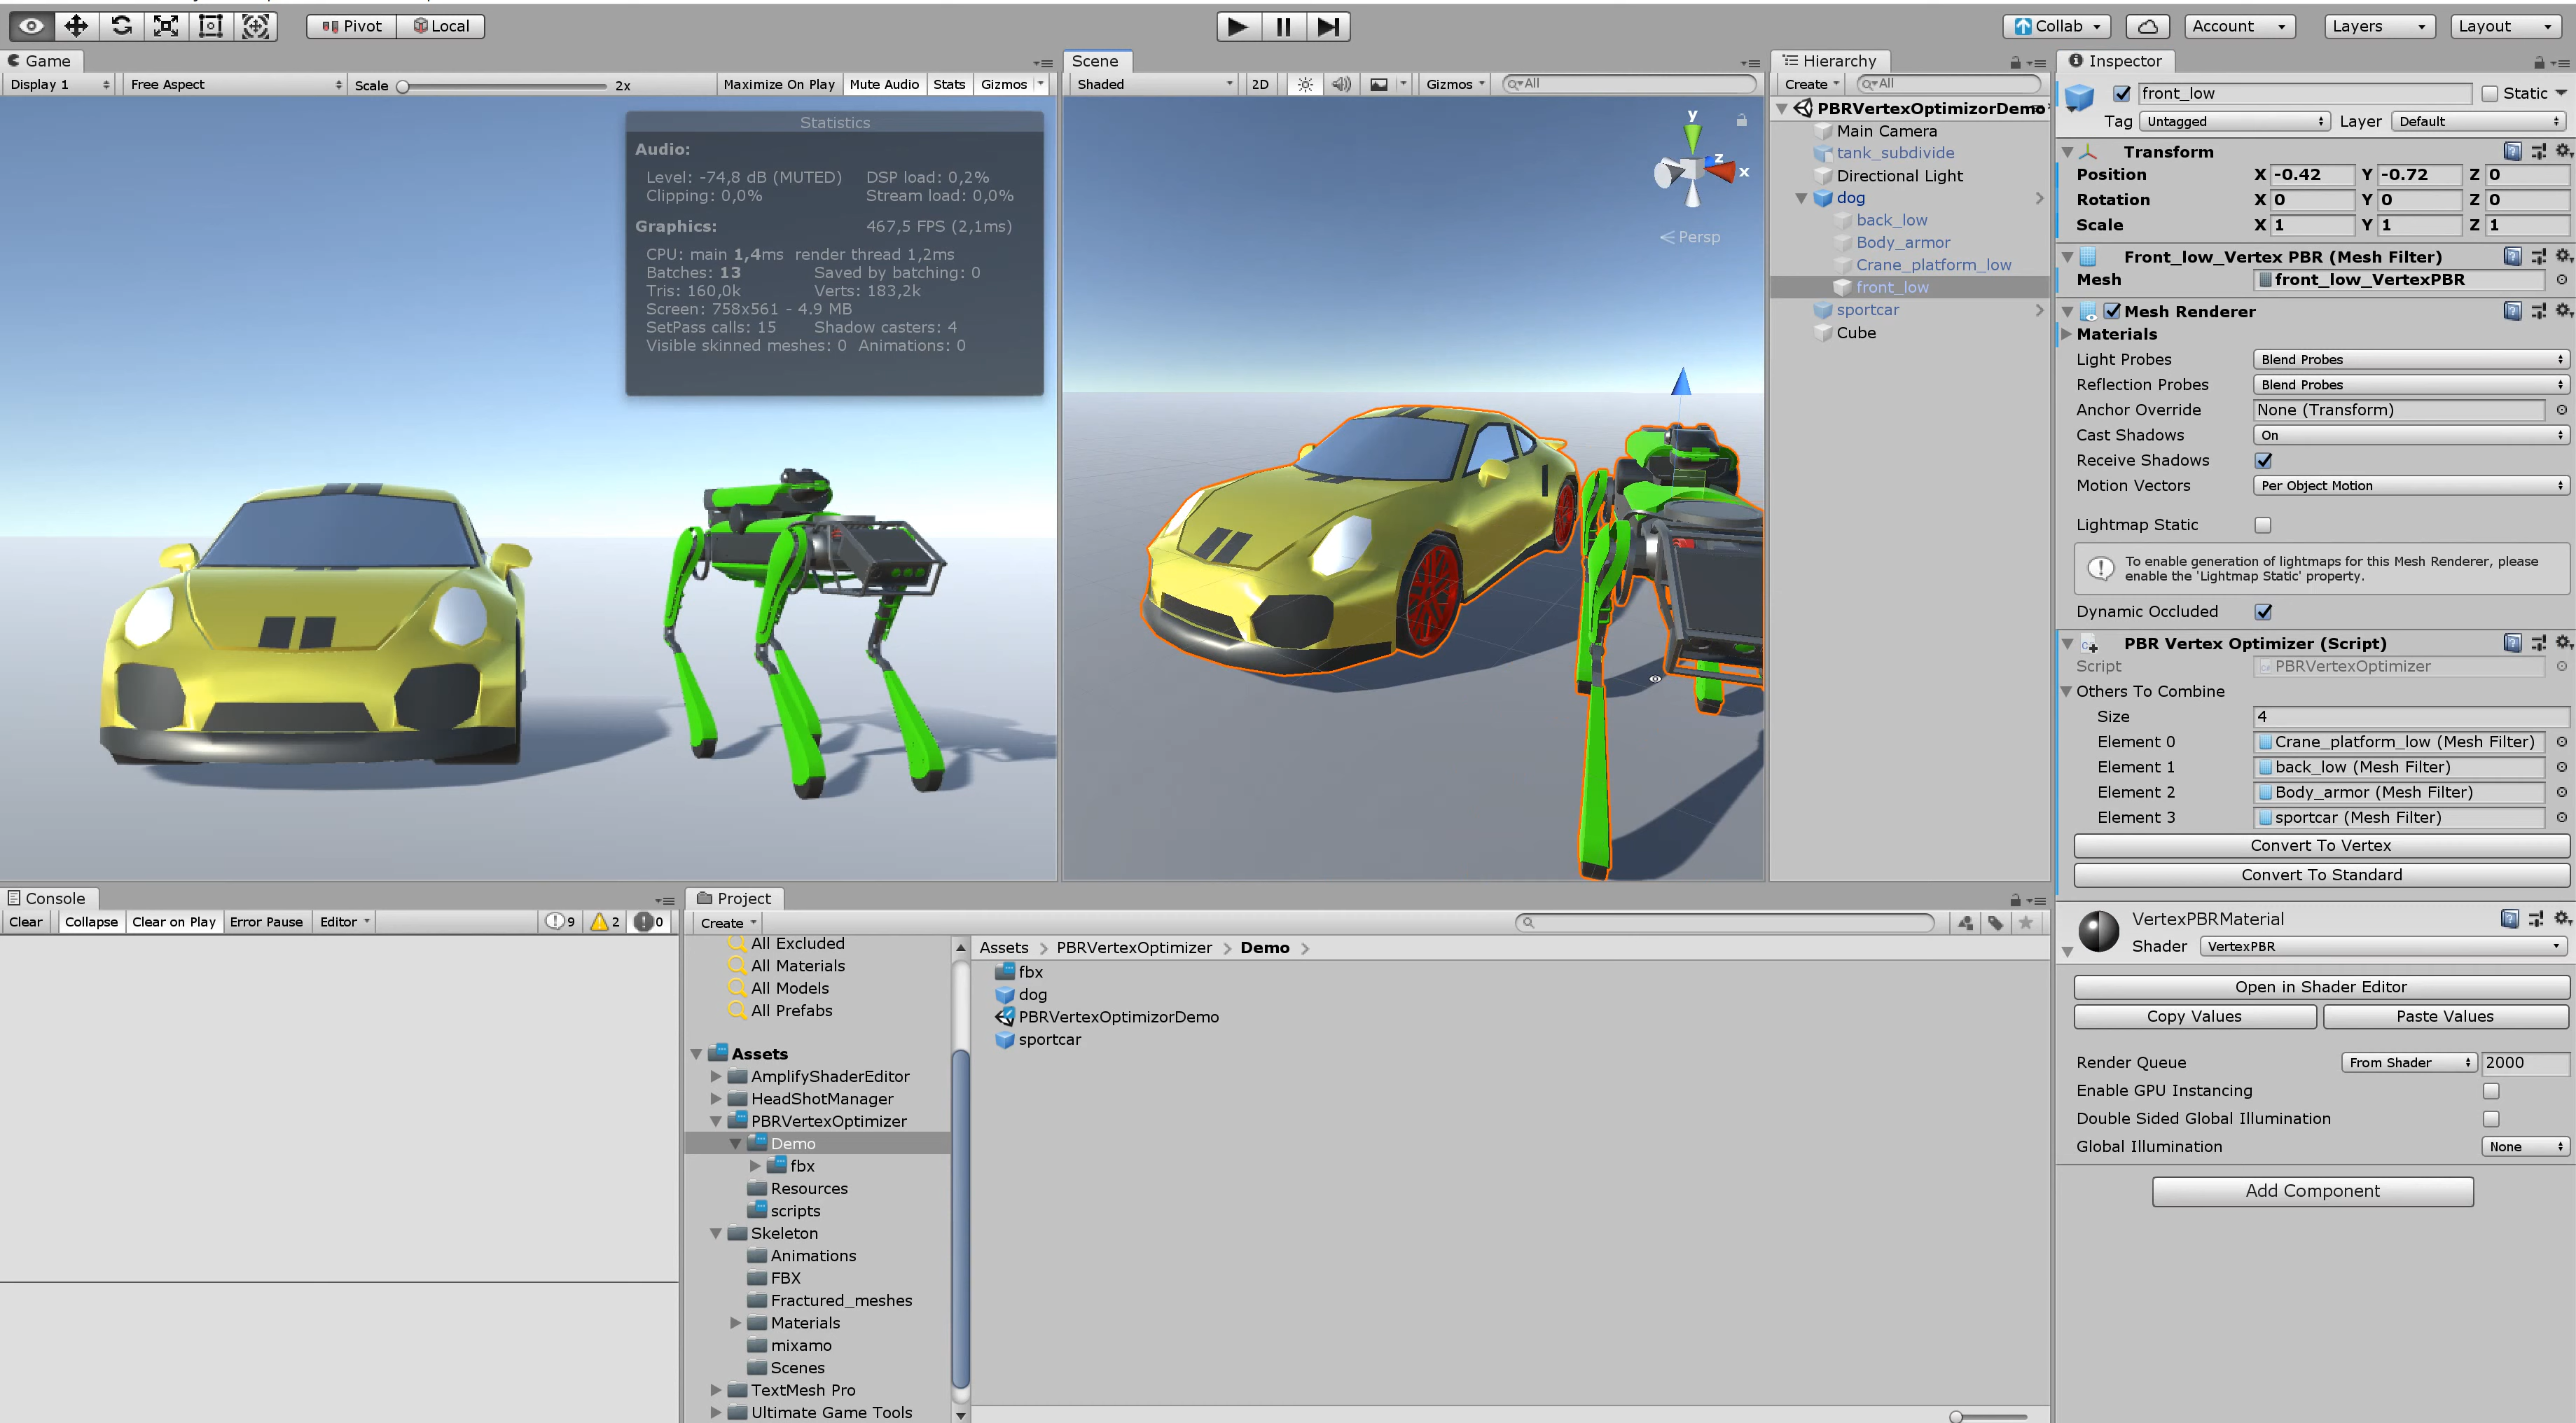 Pivot Local Collab Account Layers Layout
Game
Display 1 Free Aspect Scale 2x Maximize On Play Mute Audio Stats Gizmos
Statistics
Audio:
Level: -74,8 dB (MUTED) DSP load: 0,2%
Clipping: 0,0% Stream load: 0,0%
Graphics: 467,5 FPS (2,1ms)
CPU: main 1,4ms render thread 1,2ms
Batches: 13 Saved by batching: 0
Tris: 160,0k Verts: 183,2k
Screen: 758x561 - 4.9 MB
SetPass calls: 15 Shadow casters: 4
Visible skinned meshes: 0 Animations: 0
Scene
Shaded 2D Gizmos All
y
z
x
Persp
Hierarchy
Create All
PBRVertexOptimizorDemo
Main Camera
tank_subdivide
Directional Light
dog
back_low
Body_armor
Crane_platform_low
front_low
sportcar
Cube
Inspector
front_low Static
Tag Untagged Layer Default
Transform
Position X -0.42 Y -0.72 Z 0
Rotation X 0 Y 0 Z 0
Scale X 1 Y 1 Z 1
Front_low_Vertex PBR (Mesh Filter)
Mesh front_low_VertexPBR
Mesh Renderer
Materials
Light Probes Blend Probes
Reflection Probes Blend Probes
Anchor Override None (Transform)
Cast Shadows On
Receive Shadows
Motion Vectors Per Object Motion
Lightmap Static
To enable generation of lightmaps for this Mesh Renderer, please
enable the 'Lightmap Static' property.
Dynamic Occluded
PBR Vertex Optimizer (Script)
Script PBRVertexOptimizer
Others To Combine
Size 4
Element 0 Crane_platform_low (Mesh Filter)
Element 1 back_low (Mesh Filter)
Element 2 Body_armor (Mesh Filter)
Element 3 sportcar (Mesh Filter)
Convert To Vertex
Convert To Standard
VertexPBRMaterial
Shader VertexPBR
Open in Shader Editor
Copy Values Paste Values
Render Queue From Shader 2000
Enable GPU Instancing
Double Sided Global Illumination
Global Illumination None
Add Component
Console
Clear Collapse Clear on Play Error Pause Editor 9 2 0
Project
Create
All Excluded
All Materials
All Models
All Prefabs
Assets
AmplifyShaderEditor
HeadShotManager
PBRVertexOptimizer
Demo
fbx
Resources
scripts
Skeleton
Animations
FBX
Fractured_meshes
Materials
mixamo
Scenes
TextMesh Pro
Ultimate Game Tools
Assets PBRVertexOptimizer Demo
fbx
dog
PBRVertexOptimizorDemo
sportcar